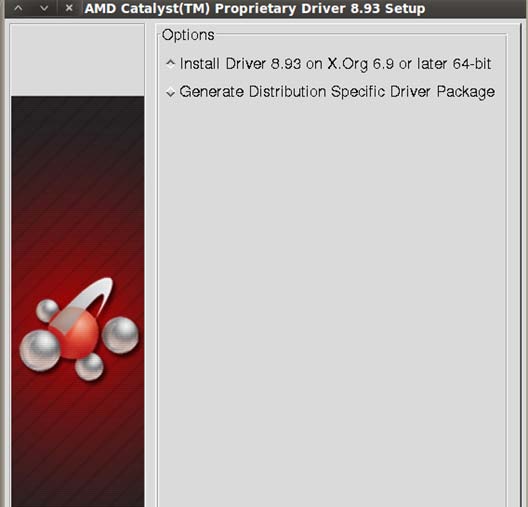 AMD Catalyst(TM) Proprietary Driver 8.93 Setup
Options
Install Driver 8.93 on X.Org 6.9 or later 64-bit
Generate Distribution Specific Driver Package